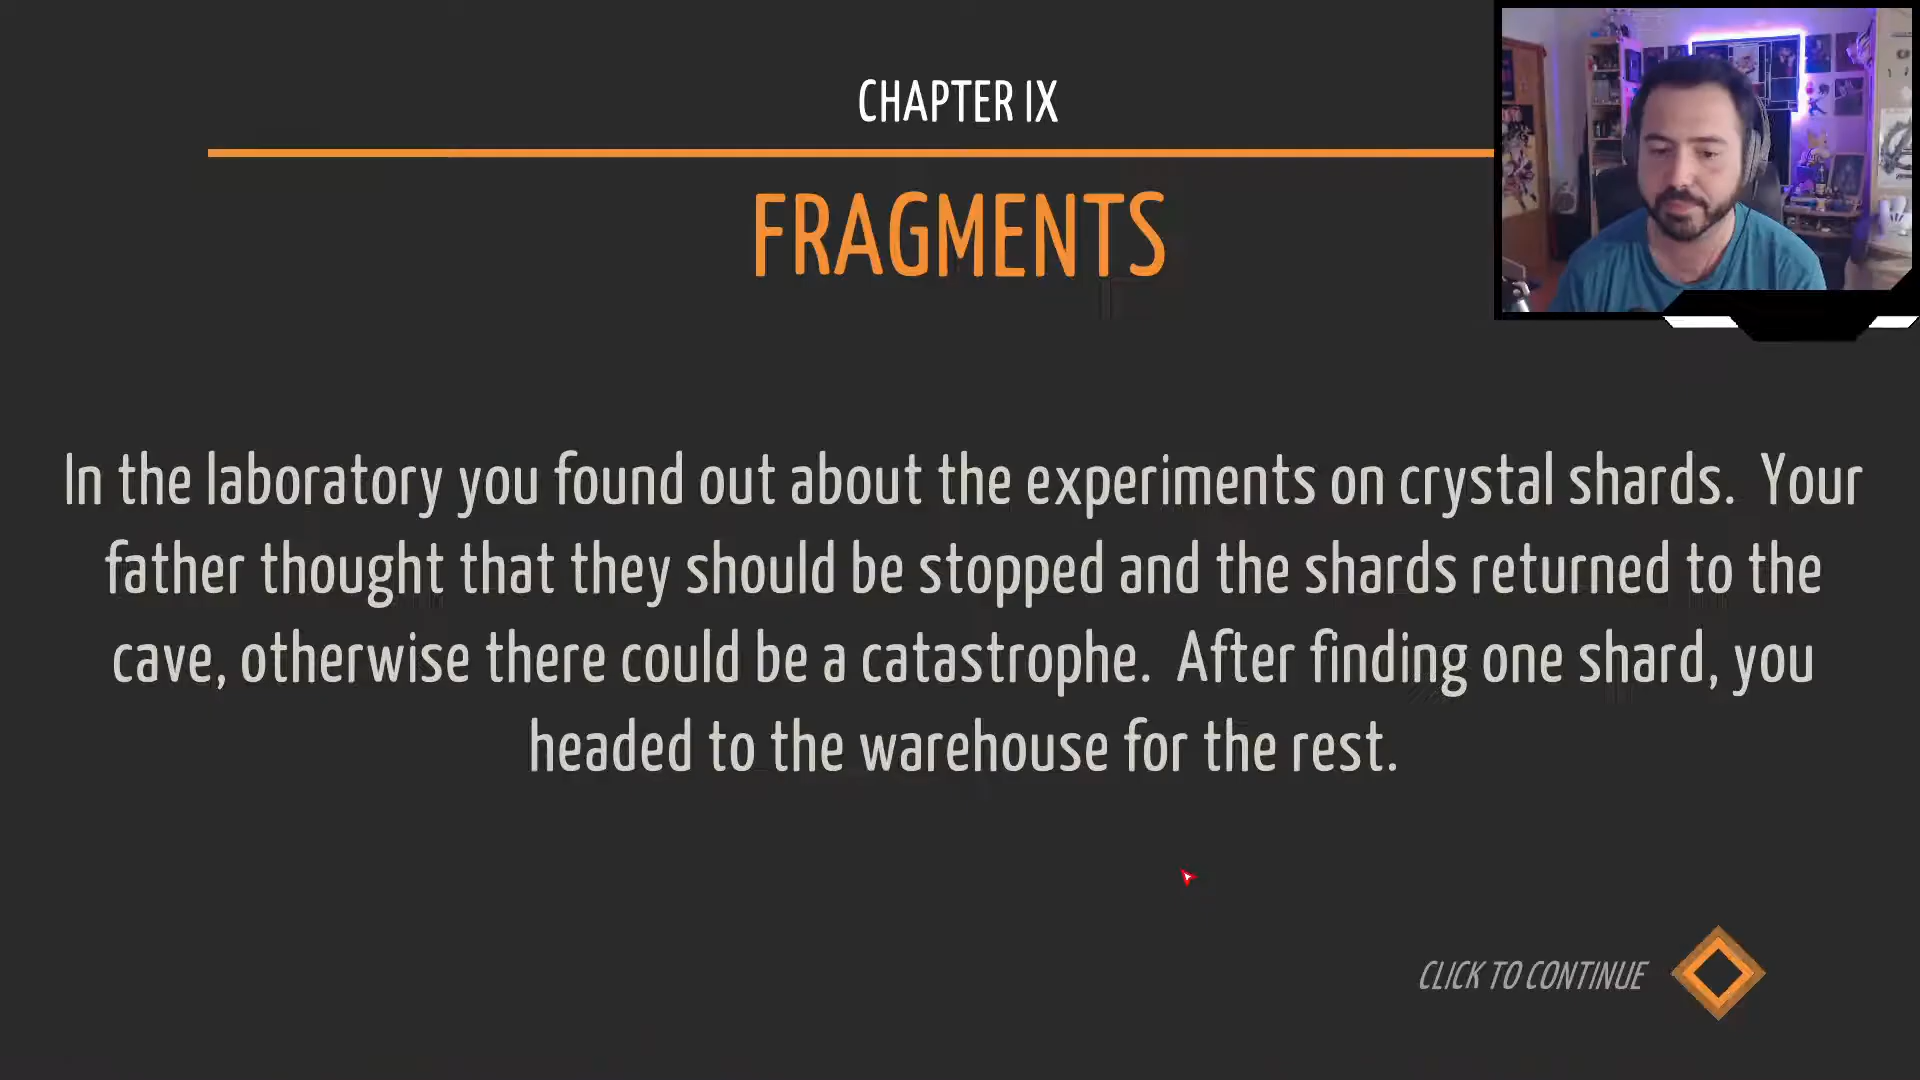 CHAPTER IX
FRAGMENTS
In the laboratory you found out about the experiments on crystal shards. Your
father thought that they should be stopped and the shards returned to the
cave, otherwise there could be a catastrophe. After finding one shard, you
headed to the warehouse for the rest.
CLICK TO CONTINUE